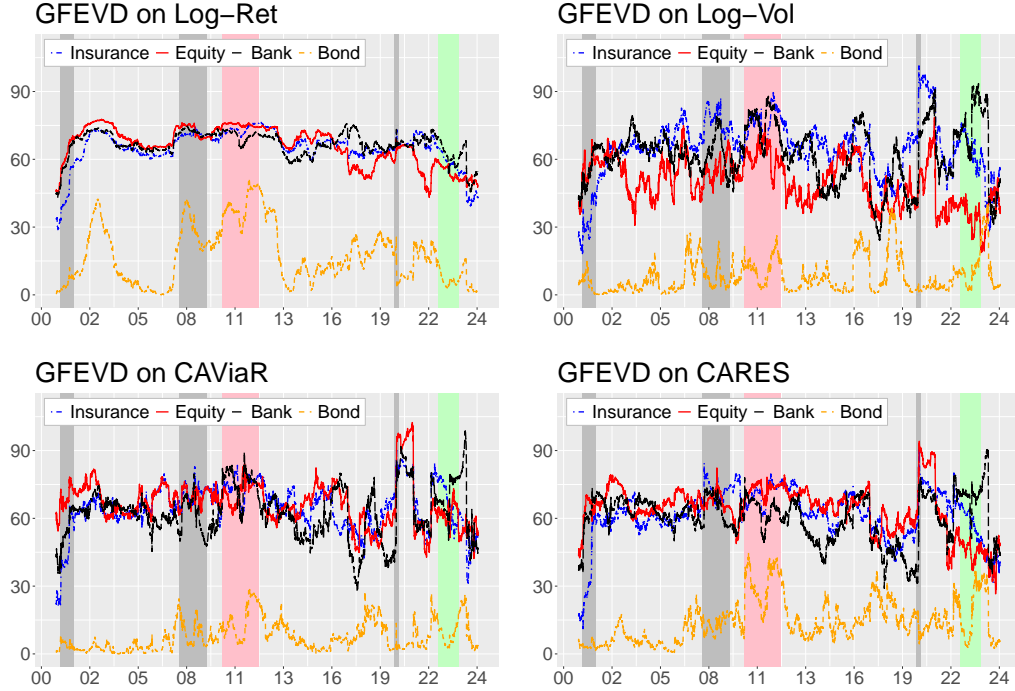 GFEVD on Log−Ret
Insurance Equity Bank Bond
90
60
30
0
00 02 05 08 11 13 16 19 22 24
GFEVD on Log−Vol
Insurance Equity Bank Bond
90
60
30
0
00 02 05 08 11 13 16 19 22 24
GFEVD on CAViaR
Insurance Equity Bank Bond
90
60
30
0
00 02 05 08 11 13 16 19 22 24
GFEVD on CARES
Insurance Equity Bank Bond
90
60
30
0
00 02 05 08 11 13 16 19 22 24